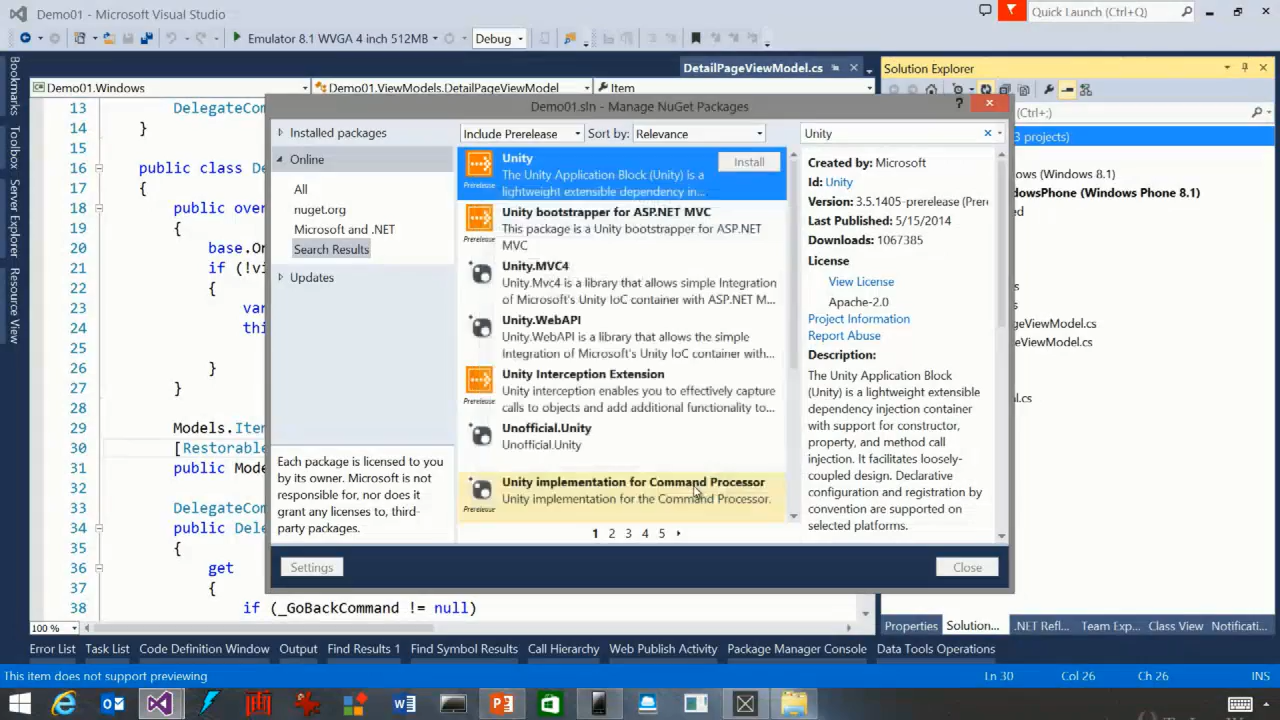 Demo01 - Microsoft Visual Studio
Quick Launch (Ctrl+Q)
Emulator 8.1 WVGA 4 inch 512MB
Debug
DetailPageViewModel.cs
Solution Explorer
Demo01.Windows
Demo01.ViewModels.DetailPageViewModel
Item
Demo01.sln - Manage NuGet Packages
(Ctrl+;)
3 projects)
(Windows 8.1)
dowsPhone (Windows Phone 8.1)
geViewModel.cs
eViewModel.cs
Bookmarks
Toolbox
Server Explorer
Resource View
13 DelegateCom
14 }
15
16 public class De
17 {
18 public over
19 {
20 base.On
21 if (!vi
22 {
23 var
24 thi
25
26 }
27 }
28
29 Models.Iter
30 [Restorable
31 public Mode
32
33 DelegateCom
34 public Dele
35 {
36 get
37 {
38 if (_GoBackCommand != null)
100 %
Installed packages
Online
All
nuget.org
Microsoft and .NET
Search Results
Updates
Each package is licensed to you
by its owner. Microsoft is not
responsible for, nor does it
grant any licenses to, third-
party packages.
Settings
Include Prerelease
Sort by:
Relevance
Unity
Install
The Unity Application Block (Unity) is a
lightweight extensible dependency in...
Prerelease
Unity bootstrapper for ASP.NET MVC
This package is a Unity bootstrapper for ASP.NET
MVC
Prerelease
Unity.MVC4
Unity.Mvc4 is a library that allows simple Integration
of Microsoft's Unity IoC container with ASP.NET M...
Unity.WebAPI
Unity.WebAPI is a library that allows the simple
Integration of Microsoft's Unity IoC container with...
Unity Interception Extension
Unity interception enables you to effectively capture
calls to objects and add additional functionality to...
Prerelease
Unofficial.Unity
Unofficial.Unity
Unity implementation for Command Processor
Unity implementation for the Command Processor.
Prerelease
1 2 3 4 5
Unity
Created by: Microsoft
Id: Unity
Version: 3.5.1405-prerelease (Prer
Last Published: 5/15/2014
Downloads: 1067385
License
View License
Apache-2.0
Project Information
Report Abuse
Description:
The Unity Application Block
(Unity) is a lightweight extensible
dependency injection container
with support for constructor,
property, and method call
injection. It facilitates loosely-
coupled design. Declarative
configuration and registration by
convention are supported on
selected platforms.
Close
Properties Solution... .NET Refl... Team Exp... Class View Notificati...
Error List Task List Code Definition Window Output Find Results 1 Find Symbol Results Call Hierarchy Web Publish Activity Package Manager Console Data Tools Operations
This item does not support previewing
Ln 30 Col 26 Ch 26 INS